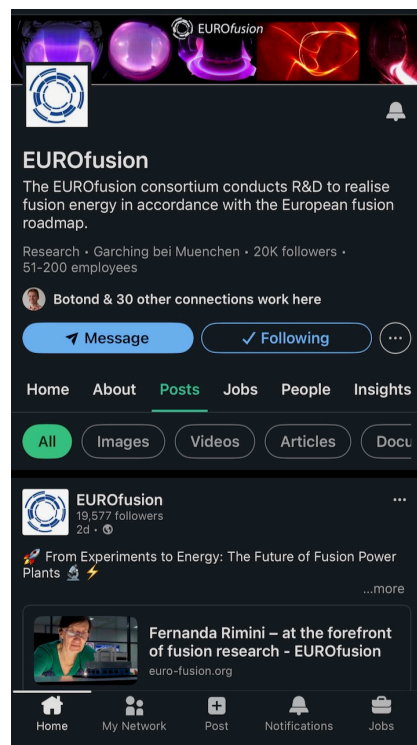 EUROfusion
EUROfusion
The EUROfusion consortium conducts R&D to realise
fusion energy in accordance with the European fusion
roadmap.
Research • Garching bei Muenchen • 20K followers •
51-200 employees
Botond & 30 other connections work here
Message
Following
Home About Posts Jobs People Insights
All Images Videos Articles Docu
EUROfusion
19,577 followers
2d •
🚀 From Experiments to Energy: The Future of Fusion Power
Plants 🔬 ⚡
...more
Fernanda Rimini – at the forefront
of fusion research - EUROfusion
euro-fusion.org
Home My Network Post Notifications Jobs